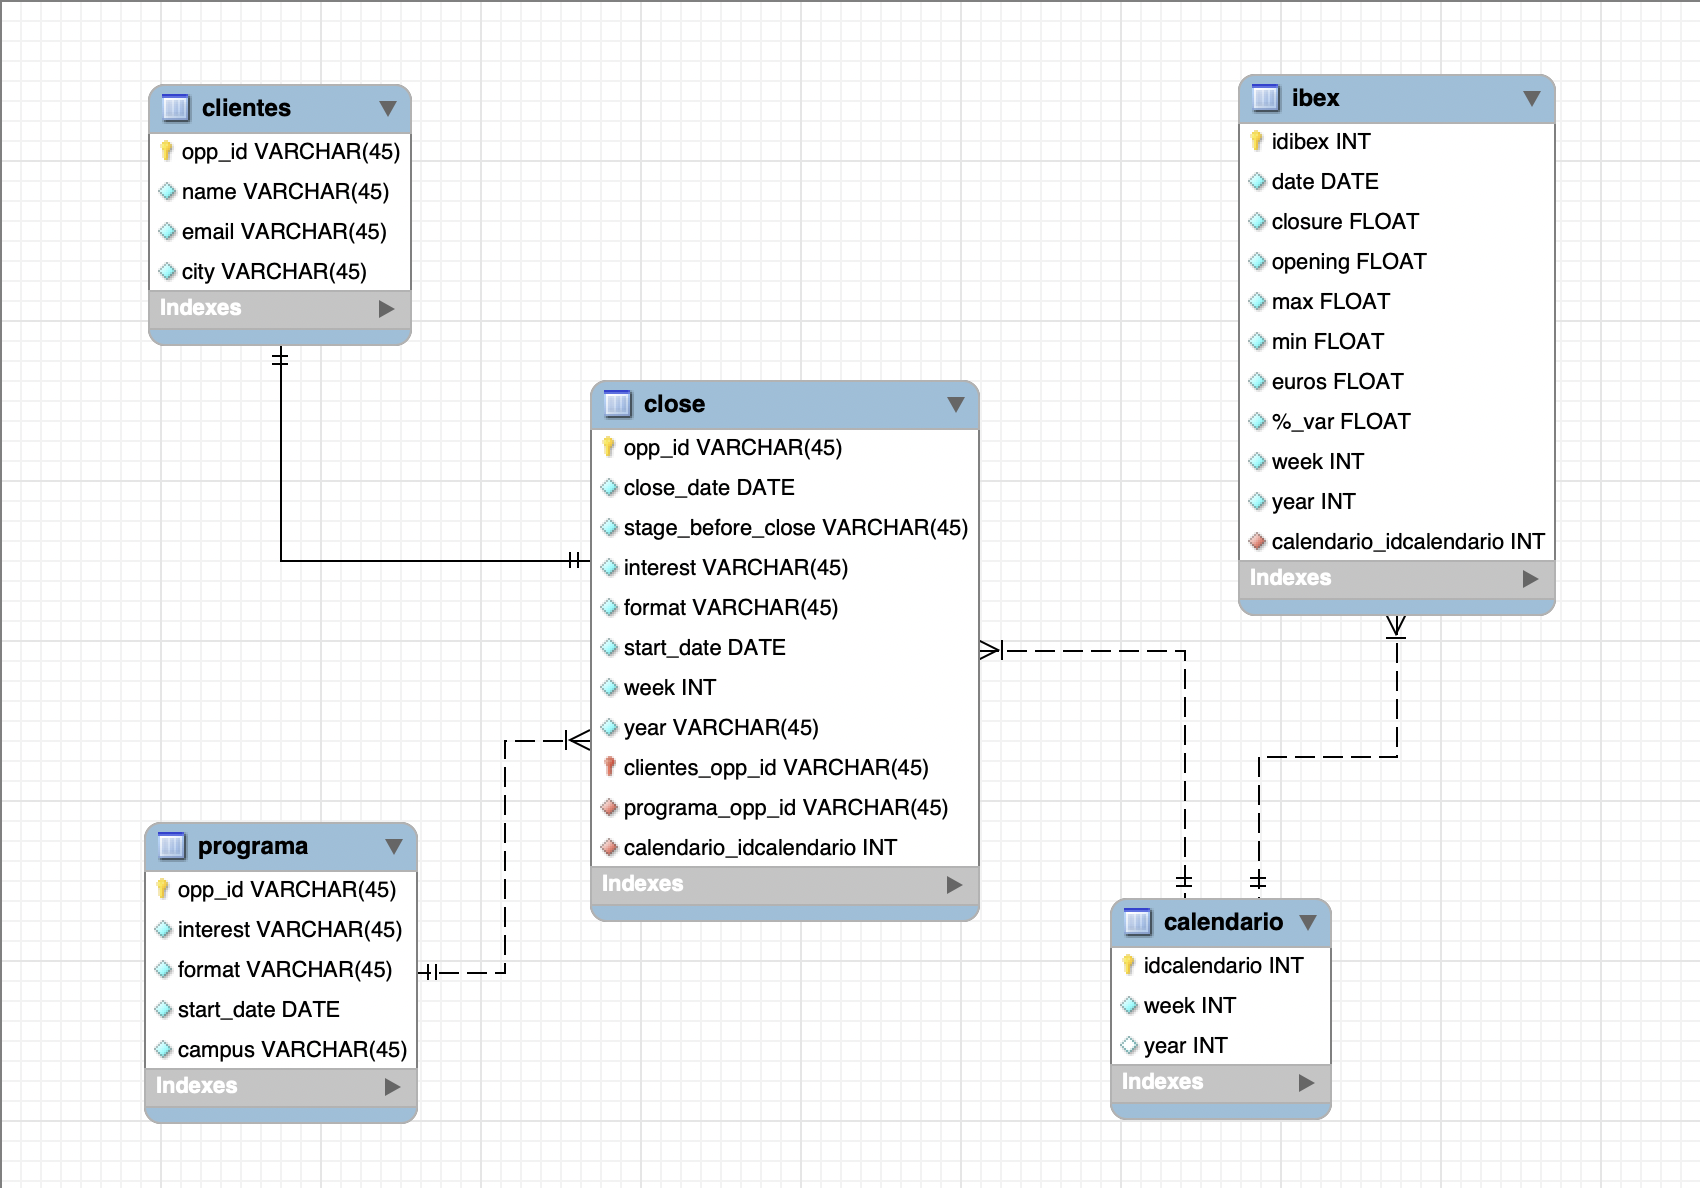 clientes
opp_id VARCHAR(45)
name VARCHAR(45)
email VARCHAR(45)
city VARCHAR(45)
Indexes
close
opp_id VARCHAR(45)
close_date DATE
stage_before_close VARCHAR(45)
interest VARCHAR(45)
format VARCHAR(45)
start_date DATE
week INT
year VARCHAR(45)
clientes_opp_id VARCHAR(45)
programa_opp_id VARCHAR(45)
calendario_idcalendario INT
Indexes
programa
opp_id VARCHAR(45)
interest VARCHAR(45)
format VARCHAR(45)
start_date DATE
campus VARCHAR(45)
Indexes
ibex
idibex INT
date DATE
closure FLOAT
opening FLOAT
max FLOAT
min FLOAT
euros FLOAT
%_var FLOAT
week INT
year INT
calendario_idcalendario INT
Indexes
calendario
idcalendario INT
week INT
year INT
Indexes